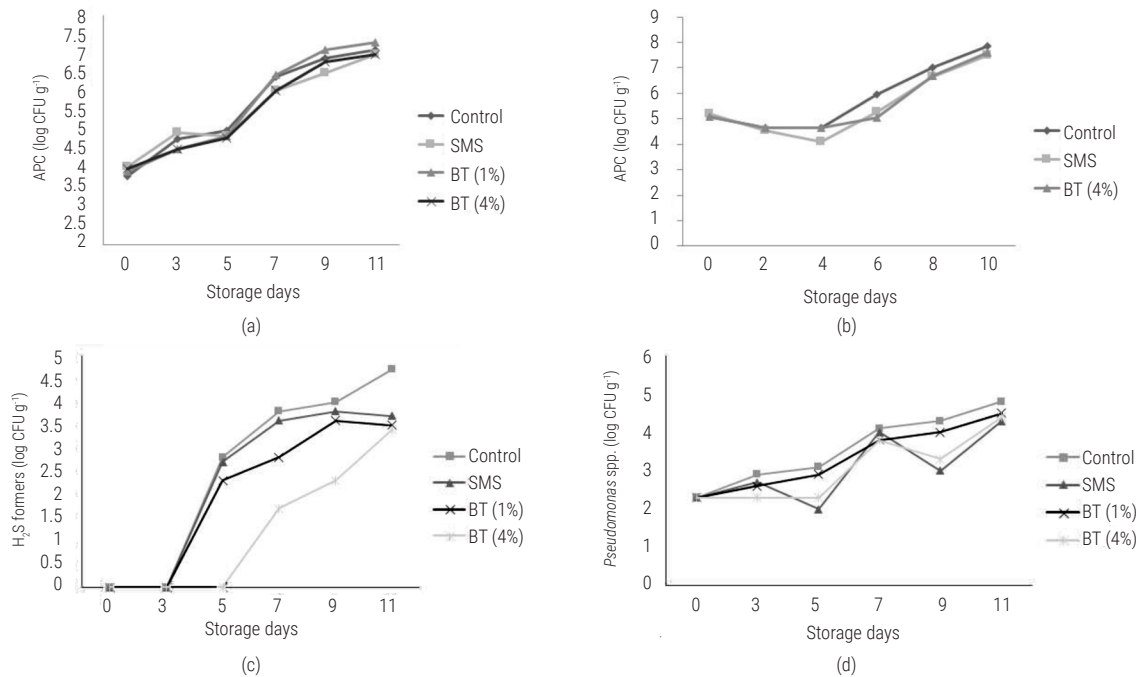 8
7.5
7
6.5
6
5.5
5
4.5
4
3.5
3
2.5
2
APC (log CFU g⁻¹)
0 3 5 7 9 11
Storage days
Control
SMS
BT (1%)
BT (4%)
(a)
9
8
7
6
5
4
3
2
1
0
APC (log CFU g⁻¹)
0 2 4 6 8 10
Storage days
Control
SMS
BT (4%)
(b)
5
4.5
4
3.5
3
2.5
2
1.5
1
0.5
0
H₂S formers (log CFU g⁻¹)
0 3 5 7 9 11
Storage days
Control
SMS
BT (1%)
BT (4%)
(c)
6
5
4
3
2
1
0
Pseudomonas spp. (log CFU g⁻¹)
0 3 5 7 9 11
Storage days
Control
SMS
BT (1%)
BT (4%)
(d)